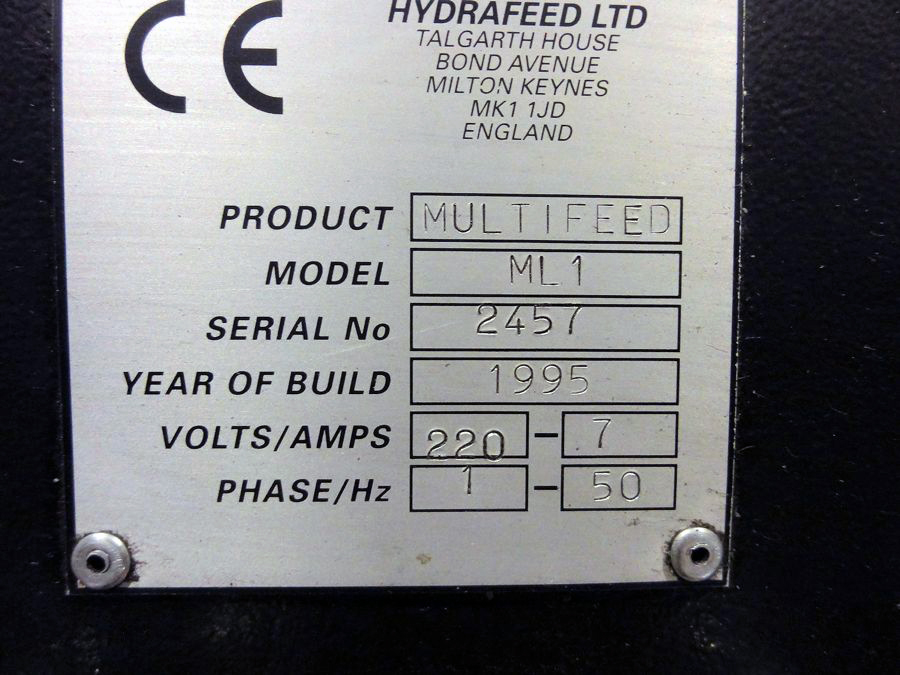 CE
HYDRAFEED LTD
TALGARTH HOUSE
BOND AVENUE
MILTON KEYNES
MK1 1JD
ENGLAND
PRODUCT MULTIFEED
MODEL ML1
SERIAL No 2457
YEAR OF BUILD 1995
VOLTS/AMPS 220 - 7
PHASE/Hz 1 - 50